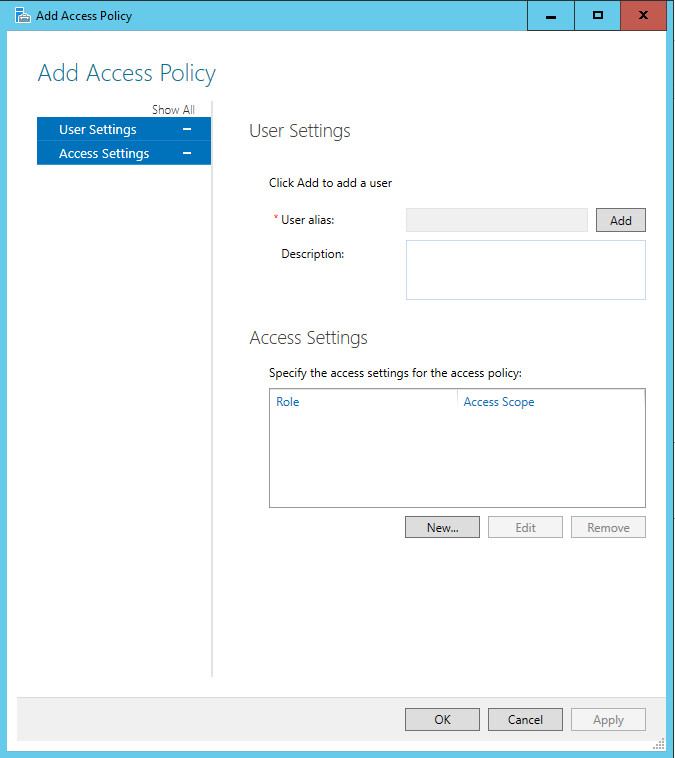 Add Access Policy
Add Access Policy
Show All
User Settings
Access Settings
User Settings
Click Add to add a user
* User alias:
Add
Description:
Access Settings
Specify the access settings for the access policy:
Role Access Scope
New... Edit Remove
OK Cancel Apply